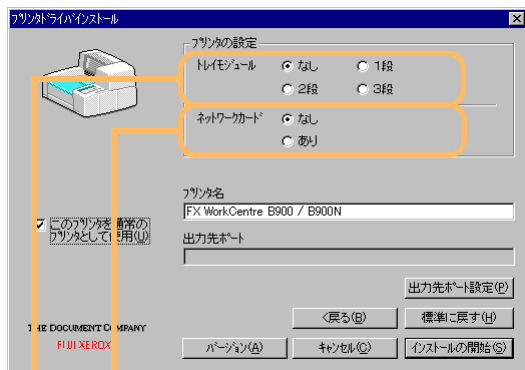 ﾌﾟﾘﾝﾀﾄﾞﾗｲﾊﾞｲﾝｽﾄｰﾙ
ﾌﾟﾘﾝﾀの設定
ﾄﾚｲﾓｼﾞｭｰﾙ なし 1段
2段 3段
ﾈｯﾄﾜｰｸｶｰﾄﾞ なし
あり
ﾌﾟﾘﾝﾀ名
FX WorkCentre B900 / B900N
このﾌﾟﾘﾝﾀを通常の
ﾌﾟﾘﾝﾀとして使用(U)
出力先ﾎﾟｰﾄ
出力先ﾎﾟｰﾄ設定(P)
<戻る(B) 標準に戻す(H)
THE DOCUMENT COMPANY
FUJI XEROX
ﾊﾞｰｼﾞｮﾝ(A) ｷｬﾝｾﾙ(C) ｲﾝｽﾄｰﾙの開始(S)